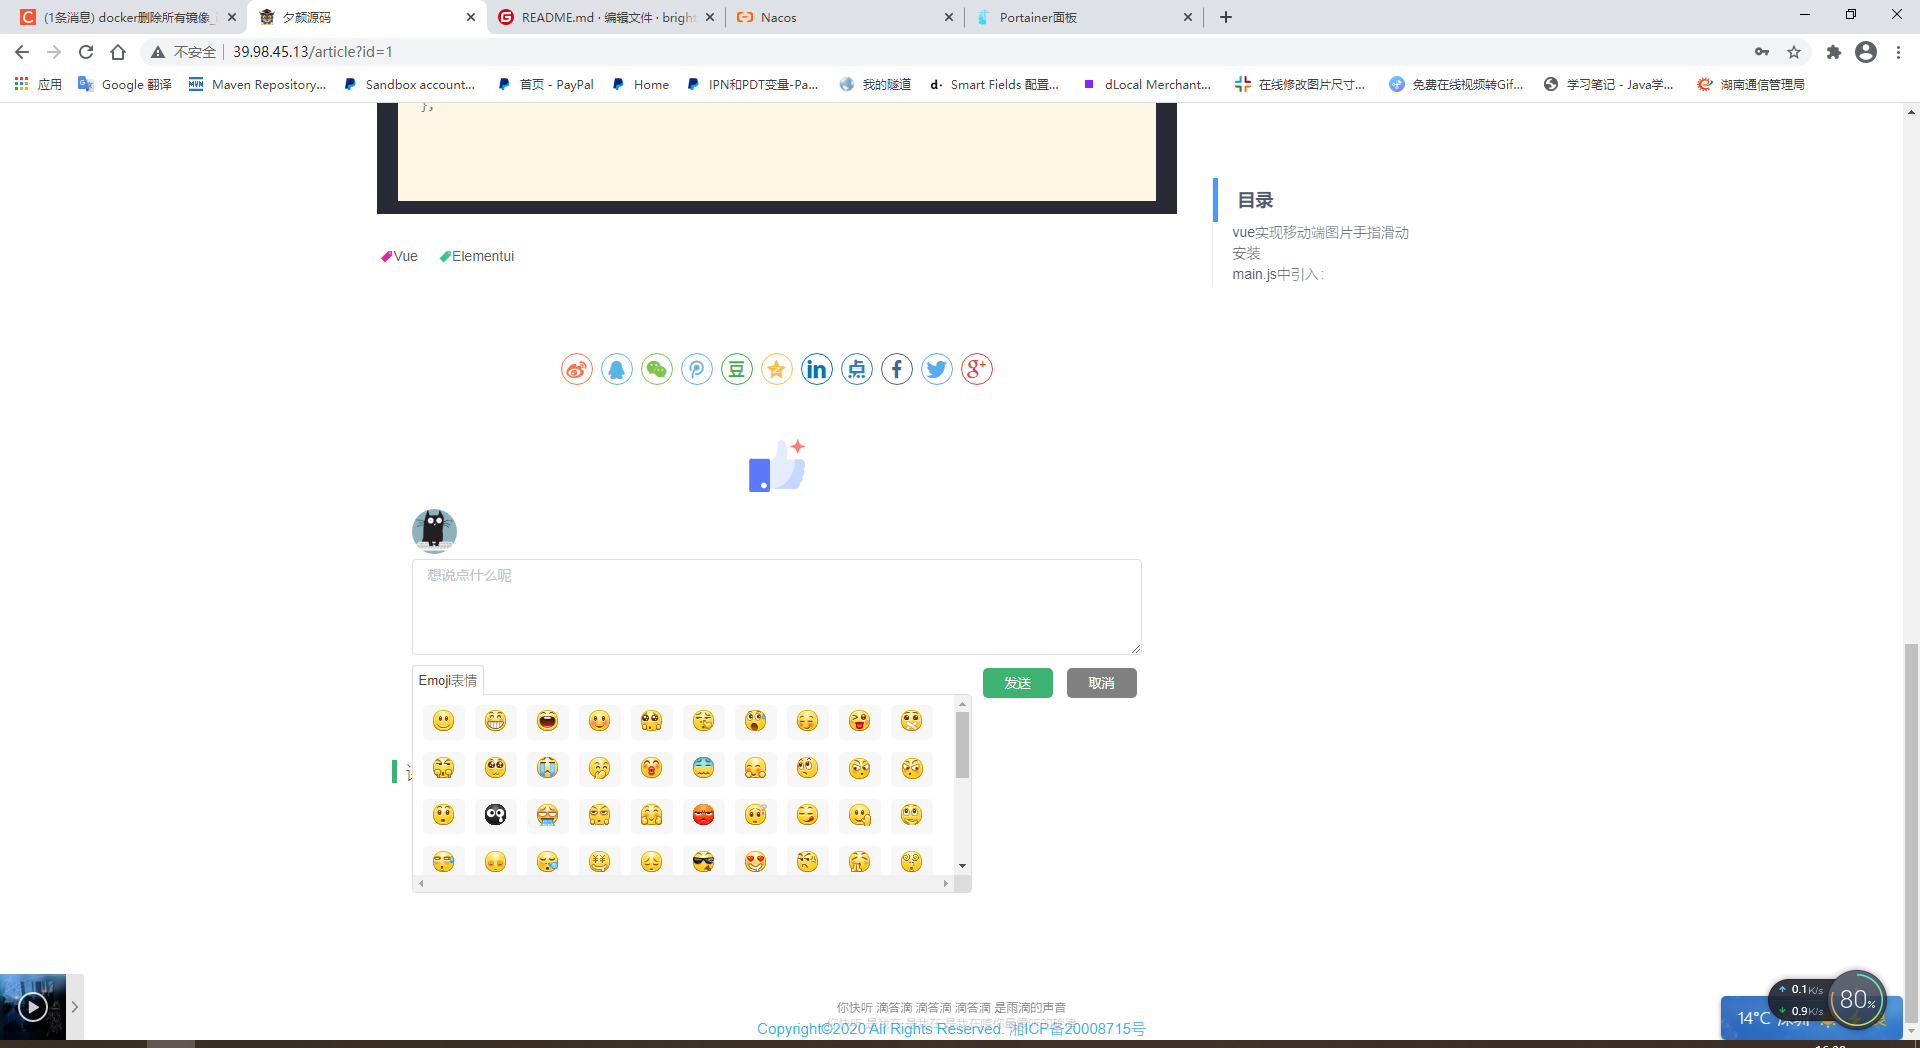 (1条消息) docker删除所有镜像_i
夕颜源码
README.md · 编辑文件 · bright
Nacos
Portainer面板
不安全
39.98.45.13/article?id=1
应用
Google 翻译
Maven Repository...
Sandbox account...
首页 - PayPal
Home
IPN和PDT变量-Pa...
我的隧道
d· Smart Fields 配置...
dLocal Merchant...
在线修改图片尺寸...
免费在线视频转Gif...
学习笔记 - Java学...
湖南通信管理局
},
目录
vue实现移动端图片手指滑动
安装
main.js中引入:
Vue
Elementui
豆
in
点
f
g+
想说点什么呢
Emoji表情
发送
取消
你快听 滴答滴 滴答滴 滴答滴 是雨滴的声音
Copyright©2020 All Rights Reserved. 湘ICP备20008715号
0.1K/s
0.9K/s
80%
14°C 深圳